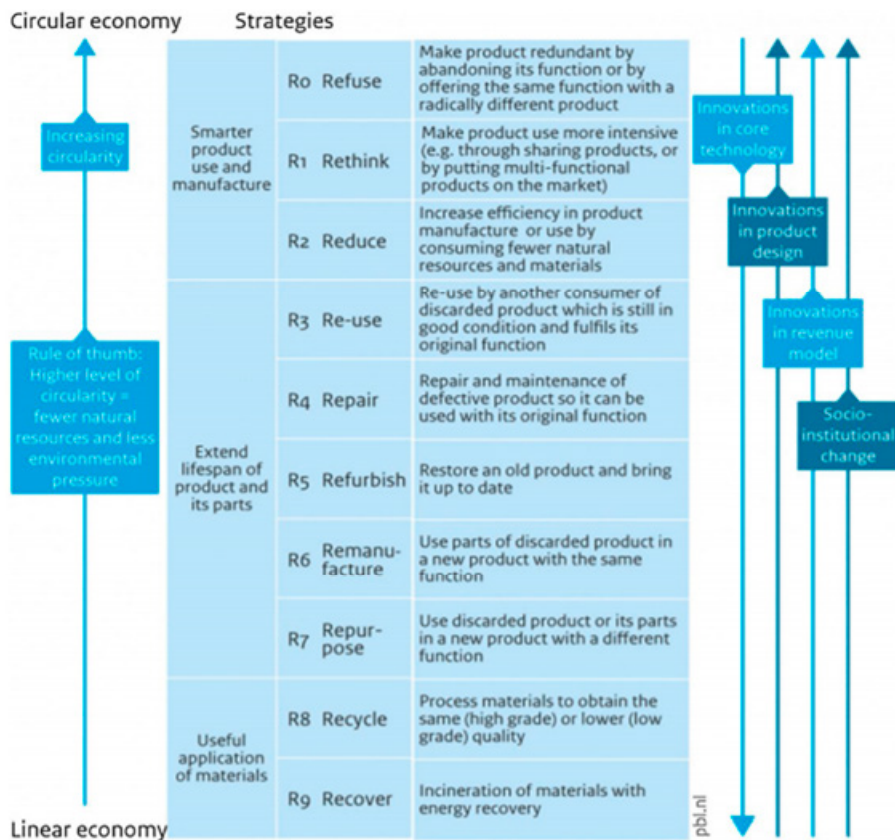 Circular economy
Strategies
Increasing
circularity
Rule of thumb:
Higher level of
circularity =
fewer natural
resources and less
environmental
pressure
Linear economy
Smarter
product
use and
manufacture
R0 Refuse
Make product redundant by
abandoning its function or by
offering the same function with a
radically different product
R1 Rethink
Make product use more intensive
(e.g. through sharing products, or
by putting multi-functional
products on the market)
R2 Reduce
Increase efficiency in product
manufacture or use by
consuming fewer natural
resources and materials
Extend
lifespan of
product and
its parts
R3 Re-use
Re-use by another consumer of
discarded product which is still in
good condition and fulfils its
original function
R4 Repair
Repair and maintenance of
defective product so it can be
used with its original function
R5 Refurbish
Restore an old product and bring
it up to date
R6 Remanu-
facture
Use parts of discarded product in
a new product with the same
function
R7 Repur-
pose
Use discarded product or its parts
in a new product with a different
function
Useful
application
of materials
R8 Recycle
Process materials to obtain the
same (high grade) or lower (low
grade) quality
R9 Recover
Incineration of materials with
energy recovery
Innovations
in core
technology
Innovations
in product
design
Innovations
in revenue
model
Socio-
institutional
change
pbl.nl